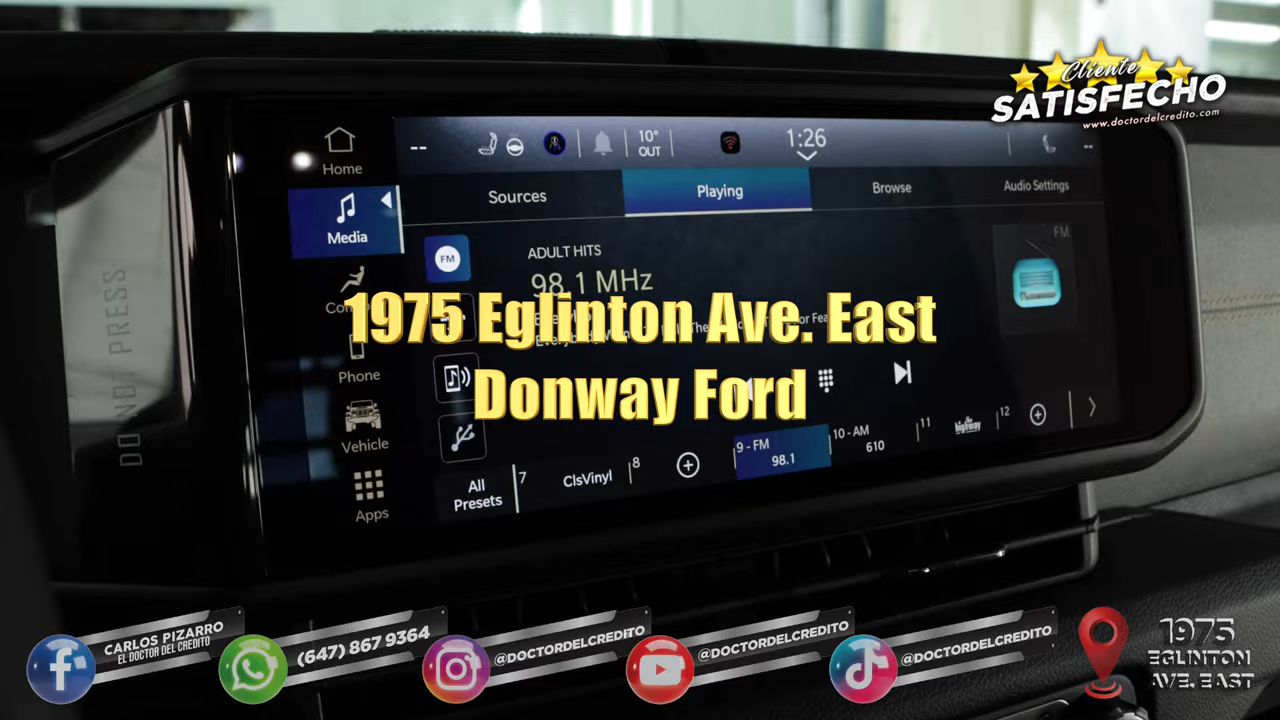 Cliente
SATISFECHO
www.doctordelcredito.com
DO NOT PRESS
Home
Media
Phone
Vehicle
Apps
--
10°
OUT
1:26
--
Sources
Playing
Browse
Audio Settings
FM
ADULT HITS
98.1 MHz
FM
1975 Eglinton Ave. East
Donway Ford
All
Presets
7
ClsVinyl
8
9 - FM
98.1
10 - AM
610
11
the highway
12
CARLOS PIZARRO
EL DOCTOR DEL CREDITO
(647) 867 9364
@DOCTORDELCREDITO
@DOCTORDELCREDITO
@DOCTORDELCREDITO
1975
EGLINTON
AVE. EAST